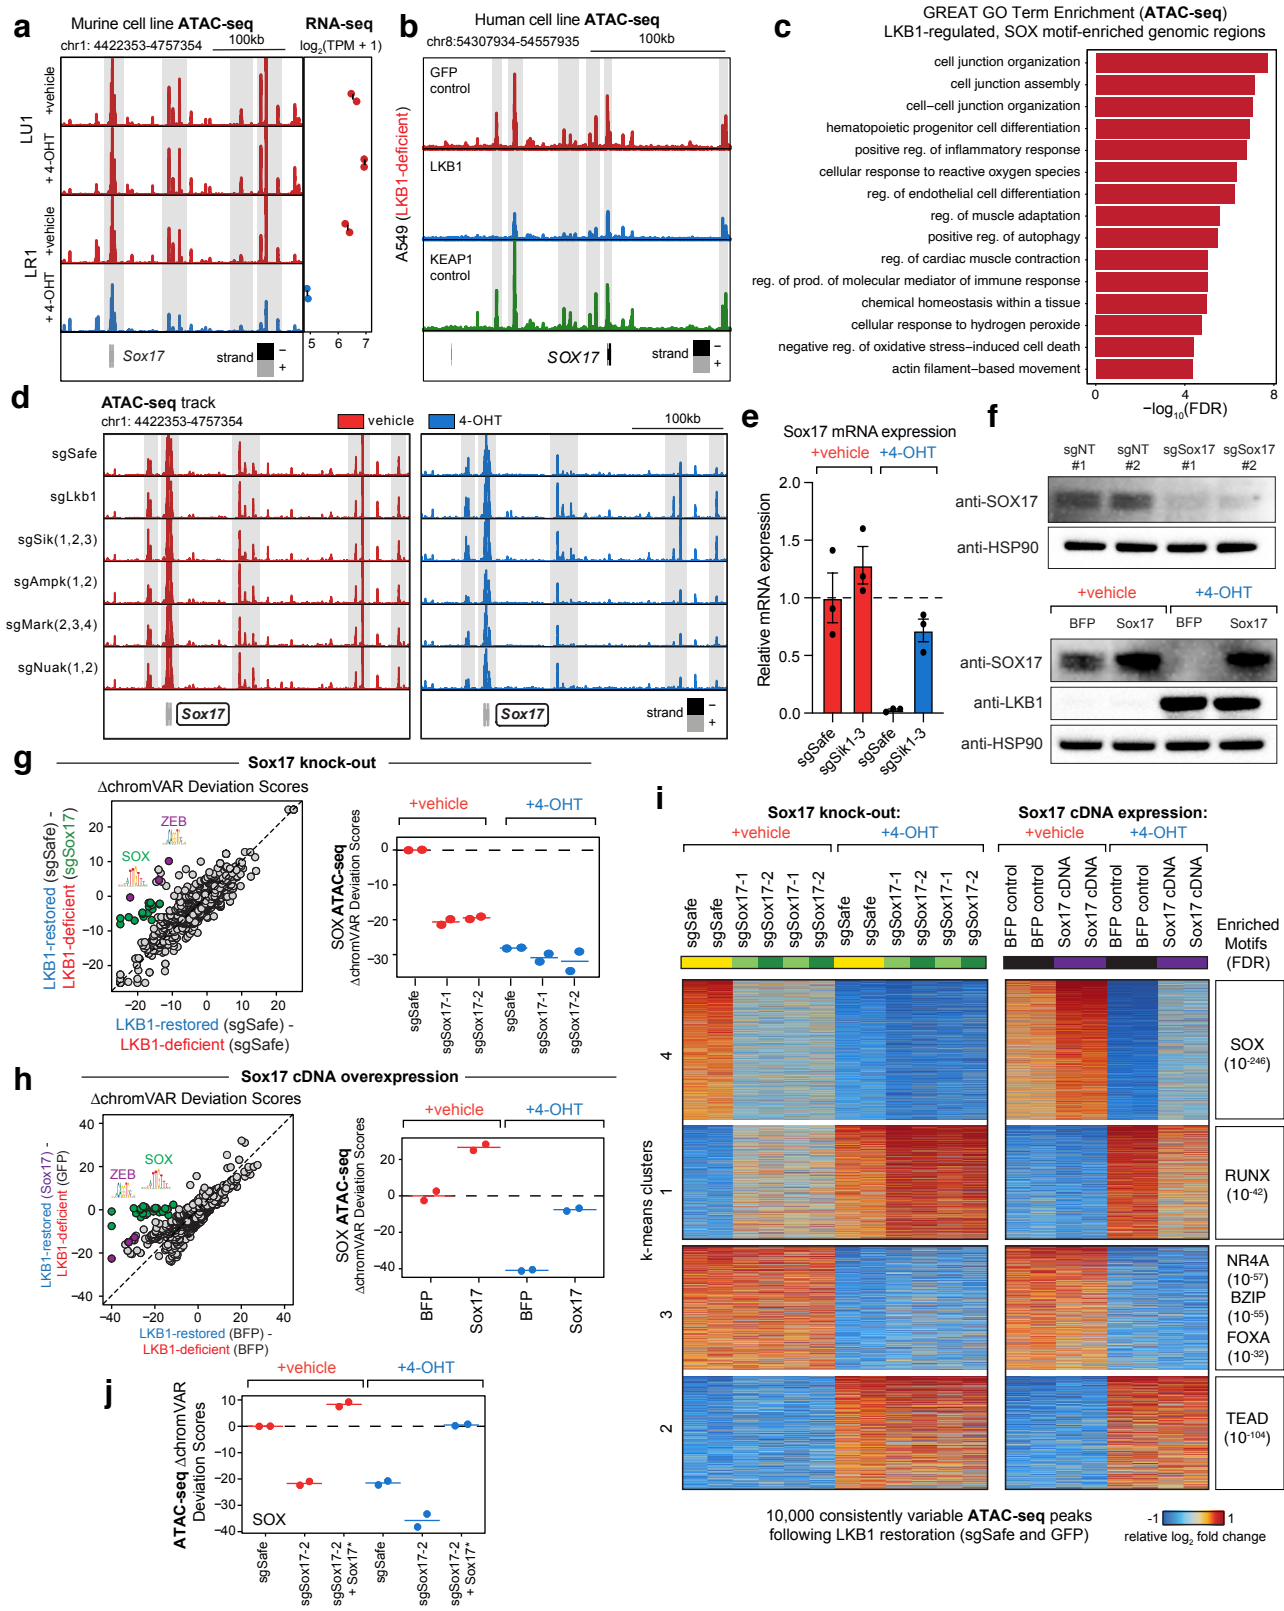 a
Murine cell line ATAC-seq
RNA-seq
chr1: 4422353-4757354
100kb
log2(TPM + 1)
LU1
+vehicle
+ 4-OHT
LR1
+vehicle
+ 4-OHT
Sox17
strand
−
+
5
6
7
b
Human cell line ATAC-seq
chr8:54307934-54557935
100kb
A549 (LKB1-deficient)
GFP
control
LKB1
KEAP1
control
SOX17
strand
−
+
c
GREAT GO Term Enrichment (ATAC-seq)
LKB1-regulated, SOX motif-enriched genomic regions
cell junction organization
cell junction assembly
cell−cell junction organization
hematopoietic progenitor cell differentiation
positive reg. of inflammatory response
cellular response to reactive oxygen species
reg. of endothelial cell differentiation
reg. of muscle adaptation
positive reg. of autophagy
reg. of cardiac muscle contraction
reg. of prod. of molecular mediator of immune response
chemical homeostasis within a tissue
cellular response to hydrogen peroxide
negative reg. of oxidative stress−induced cell death
actin filament−based movement
0
4
8
−log10(FDR)
d
ATAC-seq track
chr1: 4422353-4757354
vehicle
4-OHT
100kb
sgSafe
sgLkb1
sgSik(1,2,3)
sgAmpk(1,2)
sgMark(2,3,4)
sgNuak(1,2)
Sox17
Sox17
strand
−
+
e
Sox17 mRNA expression
+vehicle
+4-OHT
Relative mRNA expression
2.0
1.5
1.0
0.5
0.0
sgSafe
sgSik1-3
sgSafe
sgSik1-3
f
sgNT
#1
sgNT
#2
sgSox17
#1
sgSox17
#2
anti-SOX17
anti-HSP90
+vehicle
+4-OHT
BFP
Sox17
BFP
Sox17
anti-SOX17
anti-LKB1
anti-HSP90
g
Sox17 knock-out
ΔchromVAR Deviation Scores
LKB1-restored (sgSafe) -
LKB1-deficient (sgSox17)
ZEB
SOX
20
10
0
−10
−20
−20
−10
0
10
20
LKB1-restored (sgSafe) -
LKB1-deficient (sgSafe)
+vehicle
+4-OHT
SOX ATAC-seq
ΔchromVAR Deviation Scores
0
−10
−20
−30
sgSafe
sgSox17-1
sgSox17-2
sgSafe
sgSox17-1
sgSox17-2
h
Sox17 cDNA overexpression
ΔchromVAR Deviation Scores
LKB1-restored (Sox17) -
LKB1-deficient (GFP)
ZEB
SOX
40
20
0
−20
−40
−40
−20
0
20
40
LKB1-restored (BFP) -
LKB1-deficient (BFP)
+vehicle
+4-OHT
SOX ATAC-seq
ΔchromVAR Deviation Scores
20
0
−20
−40
BFP
Sox17
BFP
Sox17
i
Sox17 knock-out:
+vehicle
+4-OHT
Sox17 cDNA expression:
+vehicle
+4-OHT
sgSafe
sgSafe
sgSox17-1
sgSox17-2
sgSox17-1
sgSox17-2
sgSafe
sgSafe
sgSox17-1
sgSox17-2
sgSox17-1
sgSox17-2
BFP control
BFP control
Sox17 cDNA
Sox17 cDNA
BFP control
BFP control
Sox17 cDNA
Sox17 cDNA
Enriched
Motifs
(FDR)
k-means clusters
4
1
3
2
SOX
(10-246)
RUNX
(10-42)
NR4A
(10-57)
BZIP
(10-55)
FOXA
(10-32)
TEAD
(10-104)
10,000 consistently variable ATAC-seq peaks
following LKB1 restoration (sgSafe and GFP)
-1
1
relative log2 fold change
j
+vehicle
+4-OHT
ATAC-seq ΔchromVAR
Deviation Scores
10
0
−10
−20
−30
−40
SOX
sgSafe
sgSox17-2
sgSox17-2
+ Sox17*
sgSafe
sgSox17-2
sgSox17-2
+ Sox17*